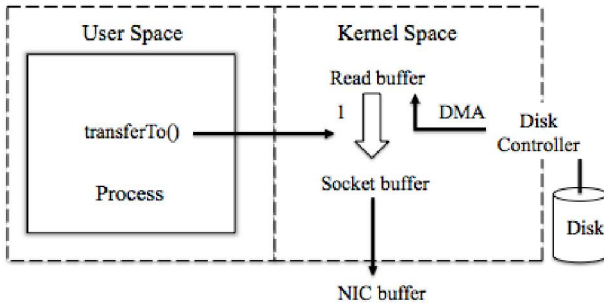 User Space
Kernel Space
Read buffer
1
DMA
transferTo()
Disk
Controller
Process
Socket buffer
Disk
NIC buffer